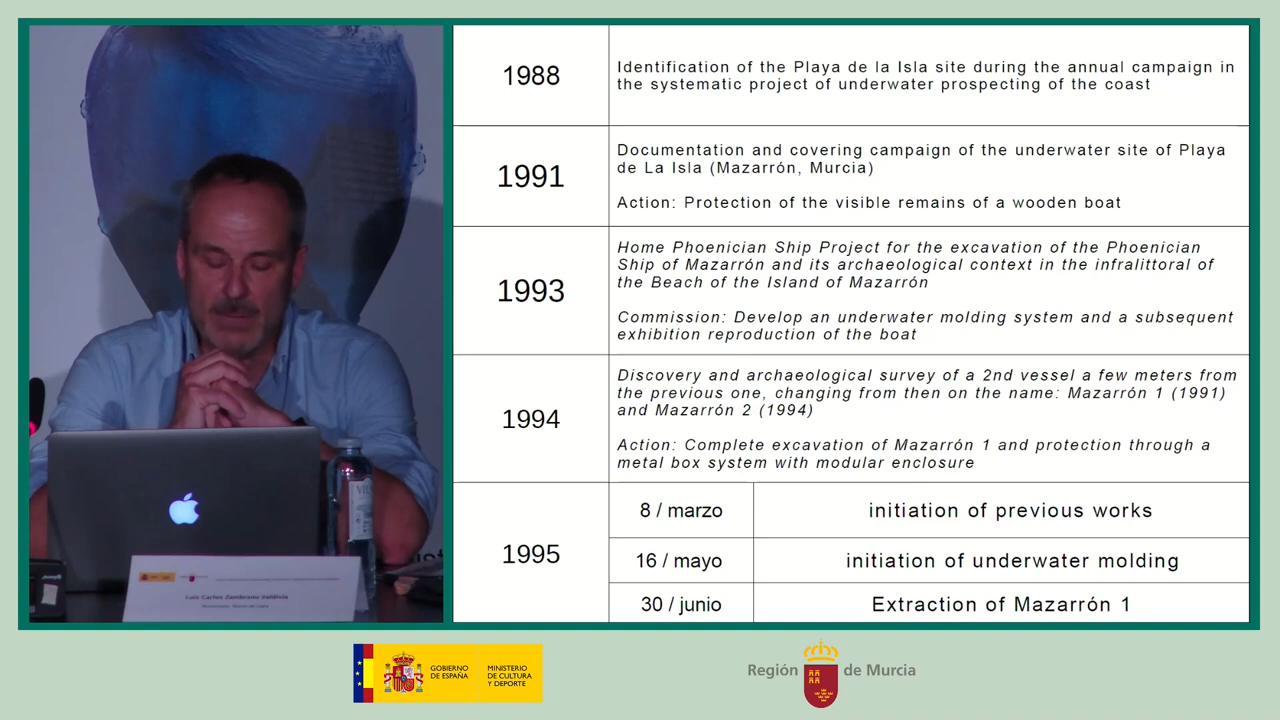 1988
Identification of the Playa de la Isla site during the annual campaign in
the systematic project of underwater prospecting of the coast
1991
Documentation and covering campaign of the underwater site of Playa
de La Isla (Mazarrón, Murcia)
Action: Protection of the visible remains of a wooden boat
1993
Home Phoenician Ship Project for the excavation of the Phoenician
Ship of Mazarrón and its archaeological context in the infralittoral of
the Beach of the Island of Mazarrón
Commission: Develop an underwater molding system and a subsequent
exhibition reproduction of the boat
1994
Discovery and archaeological survey of a 2nd vessel a few meters from
the previous one, changing from then on the name: Mazarrón 1 (1991)
and Mazarrón 2 (1994)
Action: Complete excavation of Mazarrón 1 and protection through a
metal box system with modular enclosure
1995
8 / marzo
initiation of previous works
16 / mayo
initiation of underwater molding
30 / junio
Extraction of Mazarrón 1
Luis Carlos Zambrano Valdivia
GOBIERNO
DE ESPAÑA
MINISTERIO
DE CULTURA
Y DEPORTE
Región de Murcia